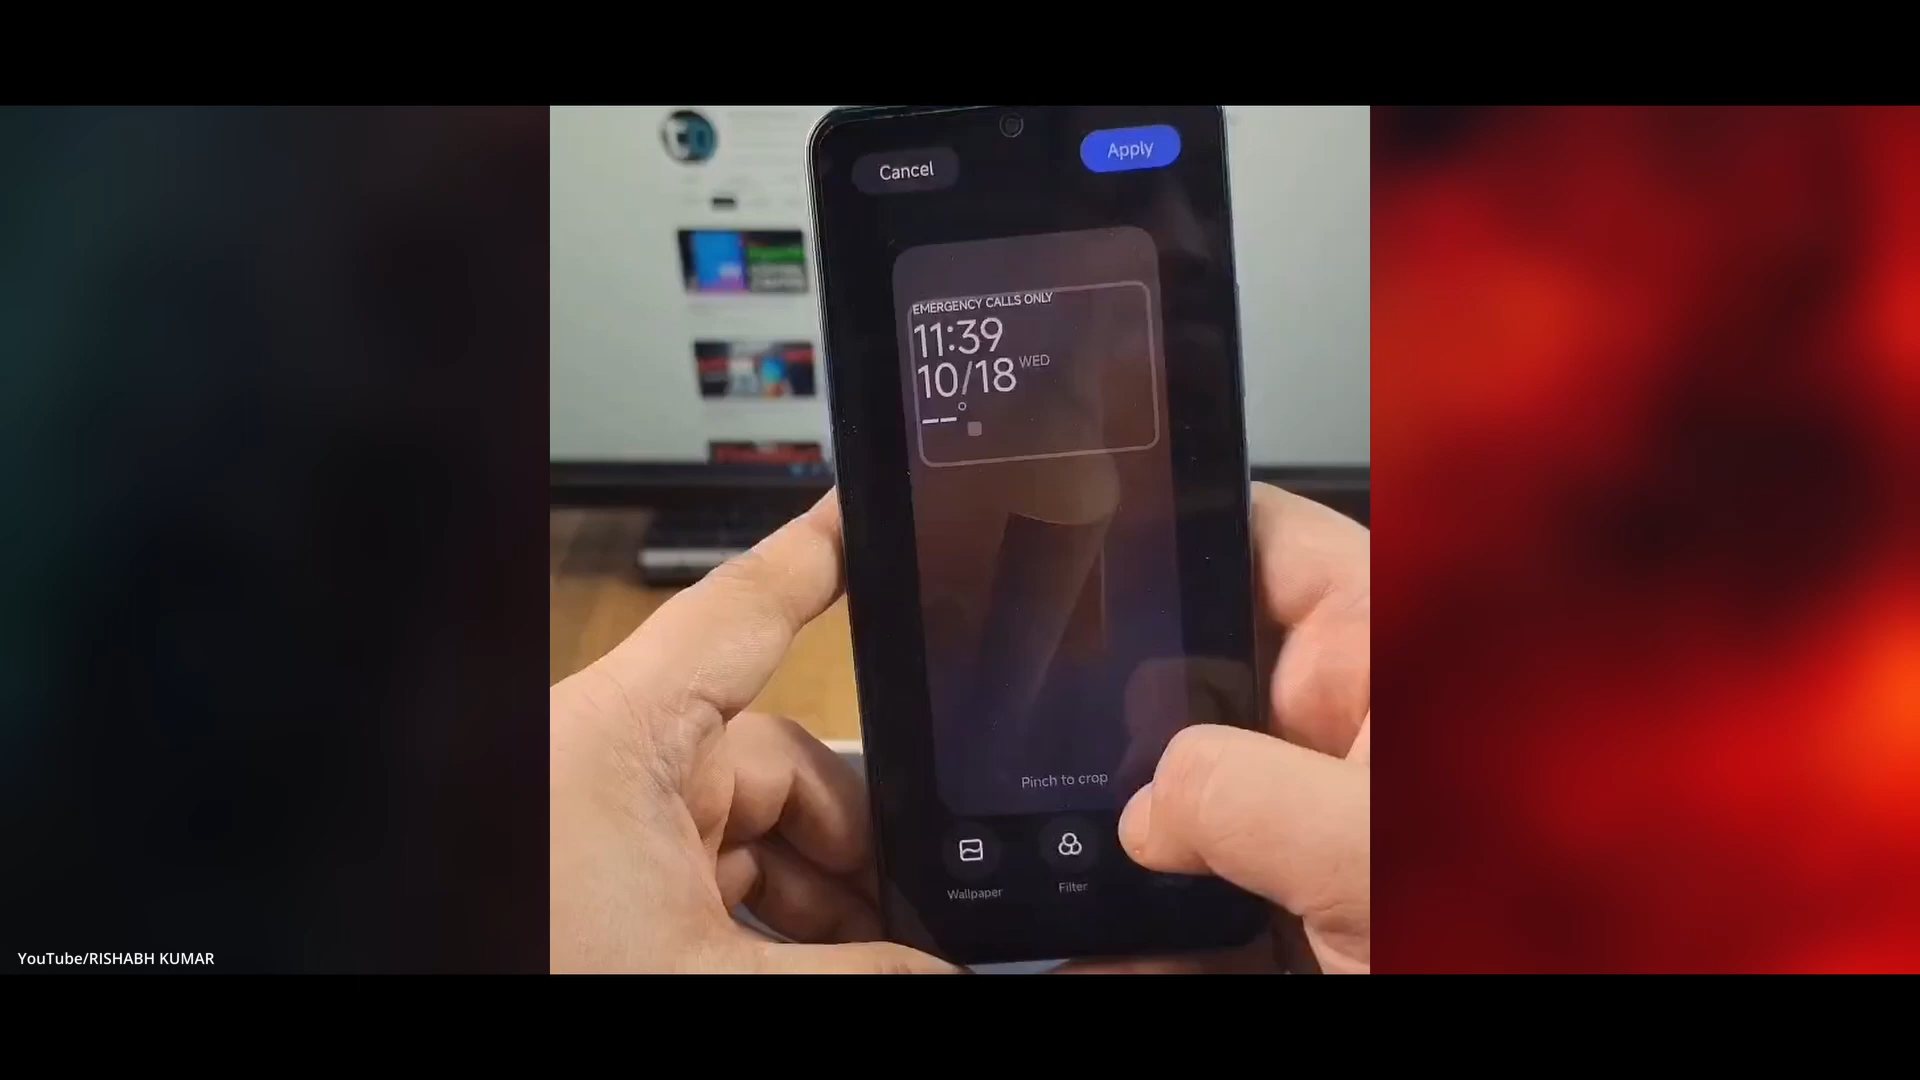 Cancel
Apply
EMERGENCY CALLS ONLY
11:39
10/18 WED
--°
Pinch to crop
Wallpaper
Filter
YouTube/RISHABH KUMAR